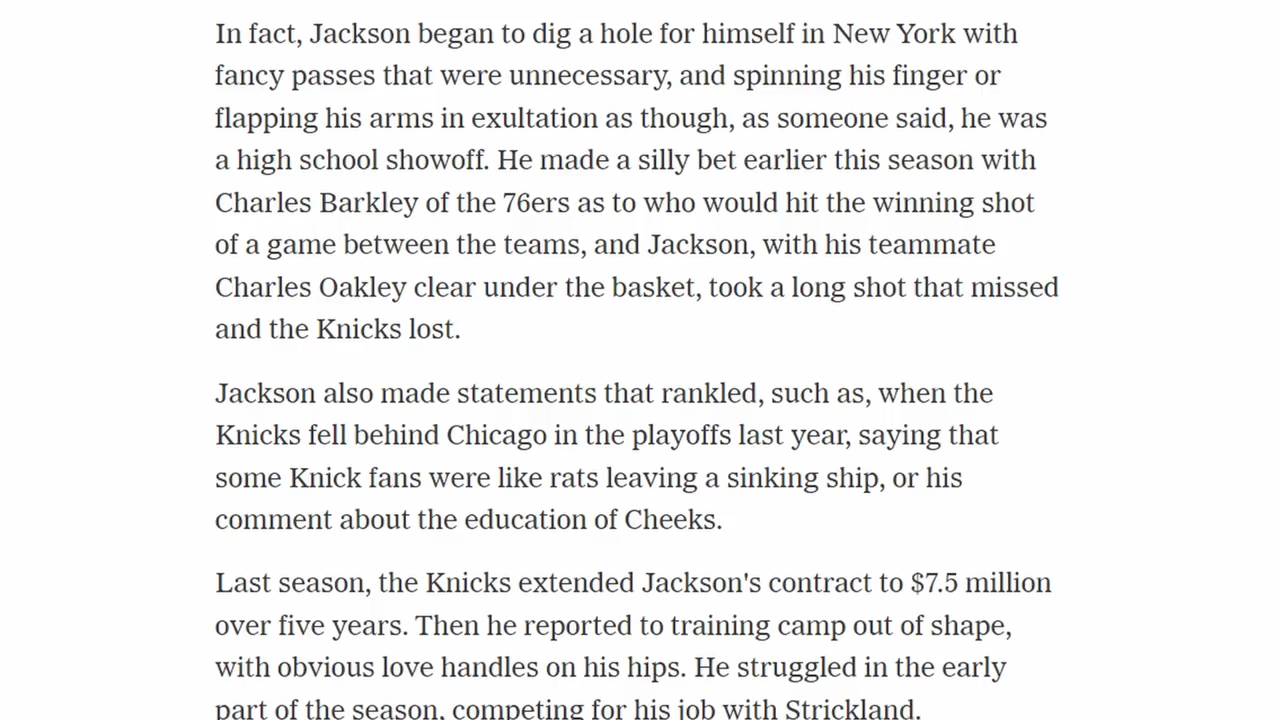 In fact, Jackson began to dig a hole for himself in New York with
fancy passes that were unnecessary, and spinning his finger or
flapping his arms in exultation as though, as someone said, he was
a high school showoff. He made a silly bet earlier this season with
Charles Barkley of the 76ers as to who would hit the winning shot
of a game between the teams, and Jackson, with his teammate
Charles Oakley clear under the basket, took a long shot that missed
and the Knicks lost.
Jackson also made statements that rankled, such as, when the
Knicks fell behind Chicago in the playoffs last year, saying that
some Knick fans were like rats leaving a sinking ship, or his
comment about the education of Cheeks.
Last season, the Knicks extended Jackson's contract to $7.5 million
over five years. Then he reported to training camp out of shape,
with obvious love handles on his hips. He struggled in the early
part of the season, competing for his job with Strickland.